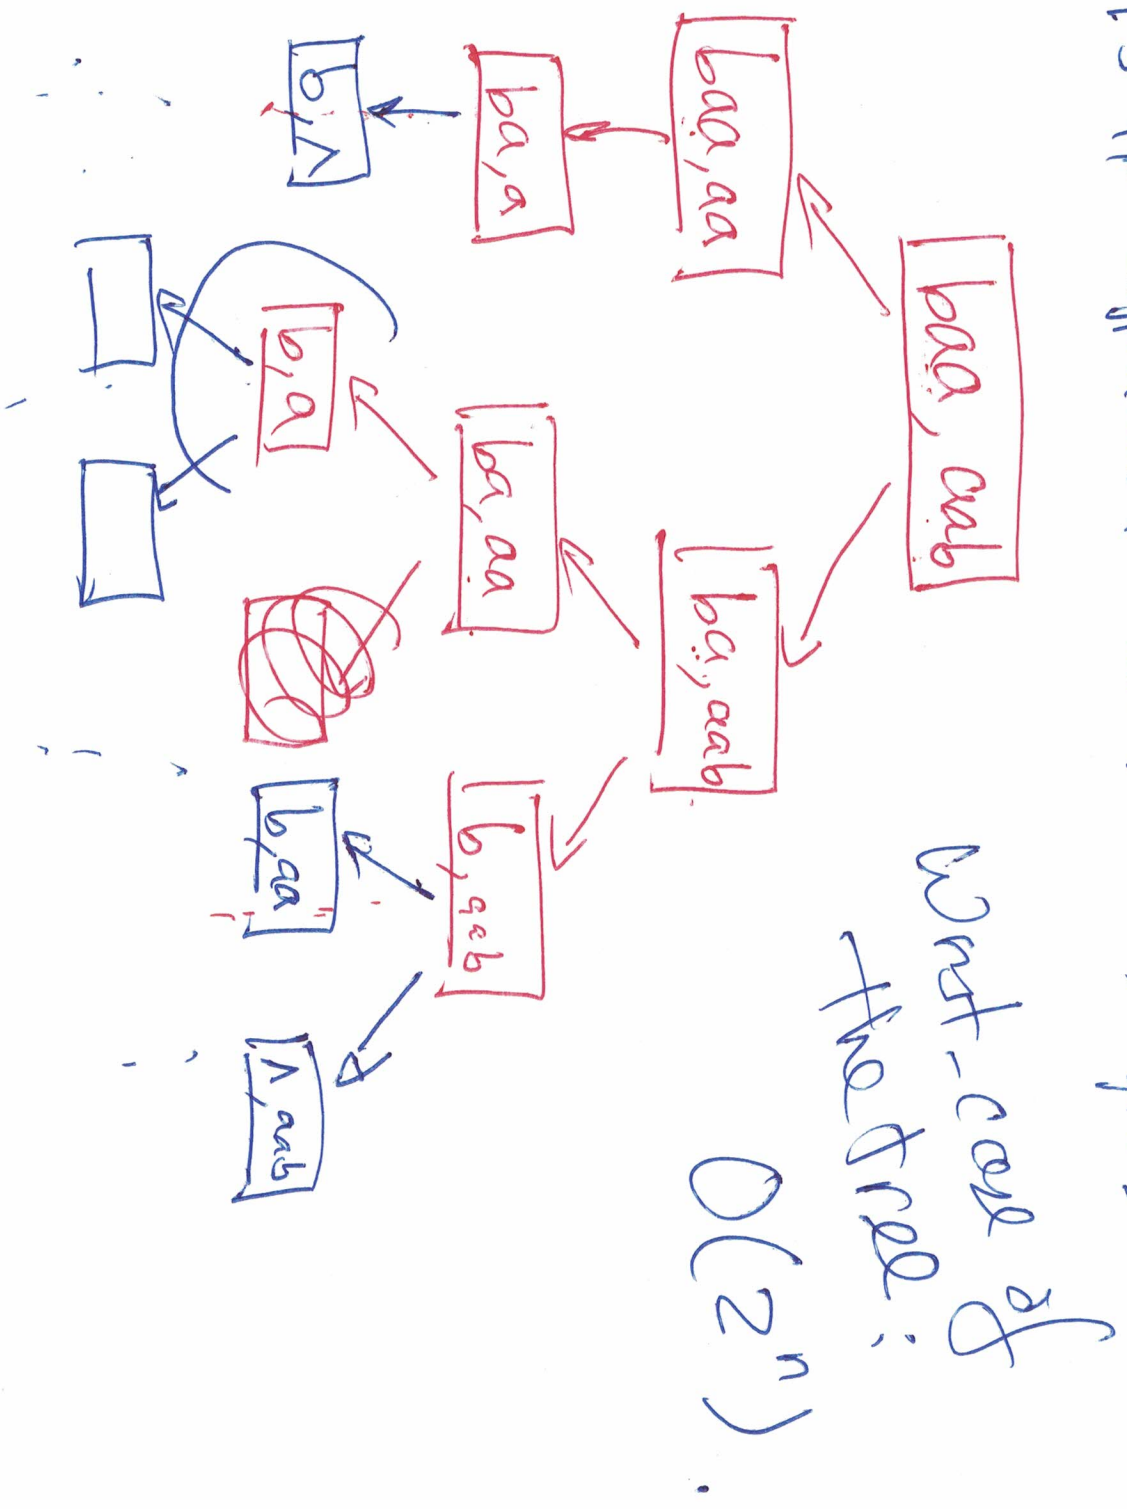 baa, aab
baa, aa
ba, aab
ba, a
ba, aa
b, aab
b, Λ
b, a
b, aa
Λ, aab
Worst-case of
the tree:
O(2ⁿ).